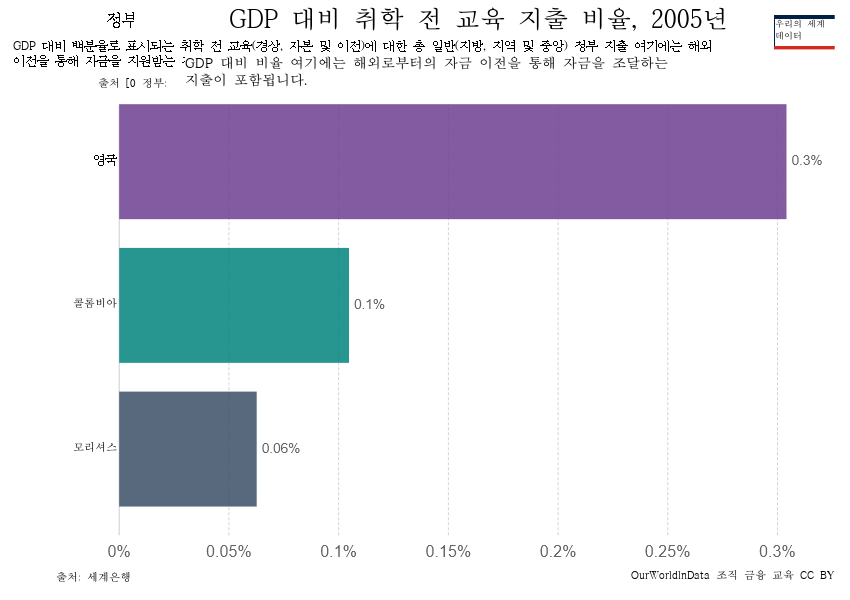 정부 GDP 대비 취학 전 교육 지출 비율, 2005년
우리의 세계
데이터
GDP 대비 백분율로 표시되는 취학 전 교육(경상, 자본 및 이전)에 대한 총 일반(지방, 지역 및 중앙) 정부 지출 여기에는 해외
이전을 통해 자금을 지원받는
GDP 대비 비율 여기에는 해외로부터의 자금 이전을 통해 자금을 조달하는
지출이 포함됩니다.
출처 [0 정부:
영국 0.3%
콜롬비아 0.1%
모리셔스 0.06%
0% 0.05% 0.1% 0.15% 0.2% 0.25% 0.3%
출처: 세계은행
OurWorldInData 조직 금융 교육 CC BY